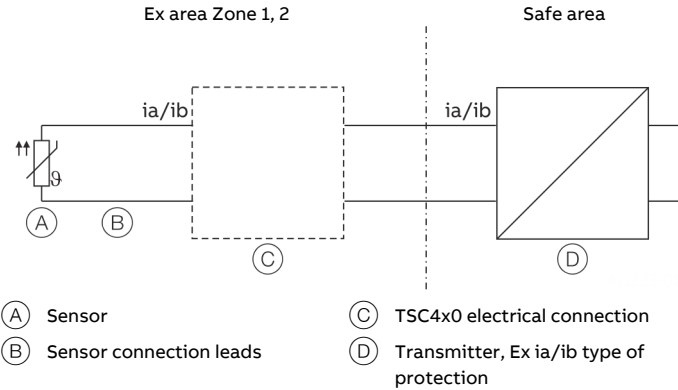 Ex area Zone 1, 2
Safe area
ia/ib
ia/ib
ϑ
A
B
C
D
A Sensor
B Sensor connection leads
C TSC4x0 electrical connection
D Transmitter, Ex ia/ib type of
protection